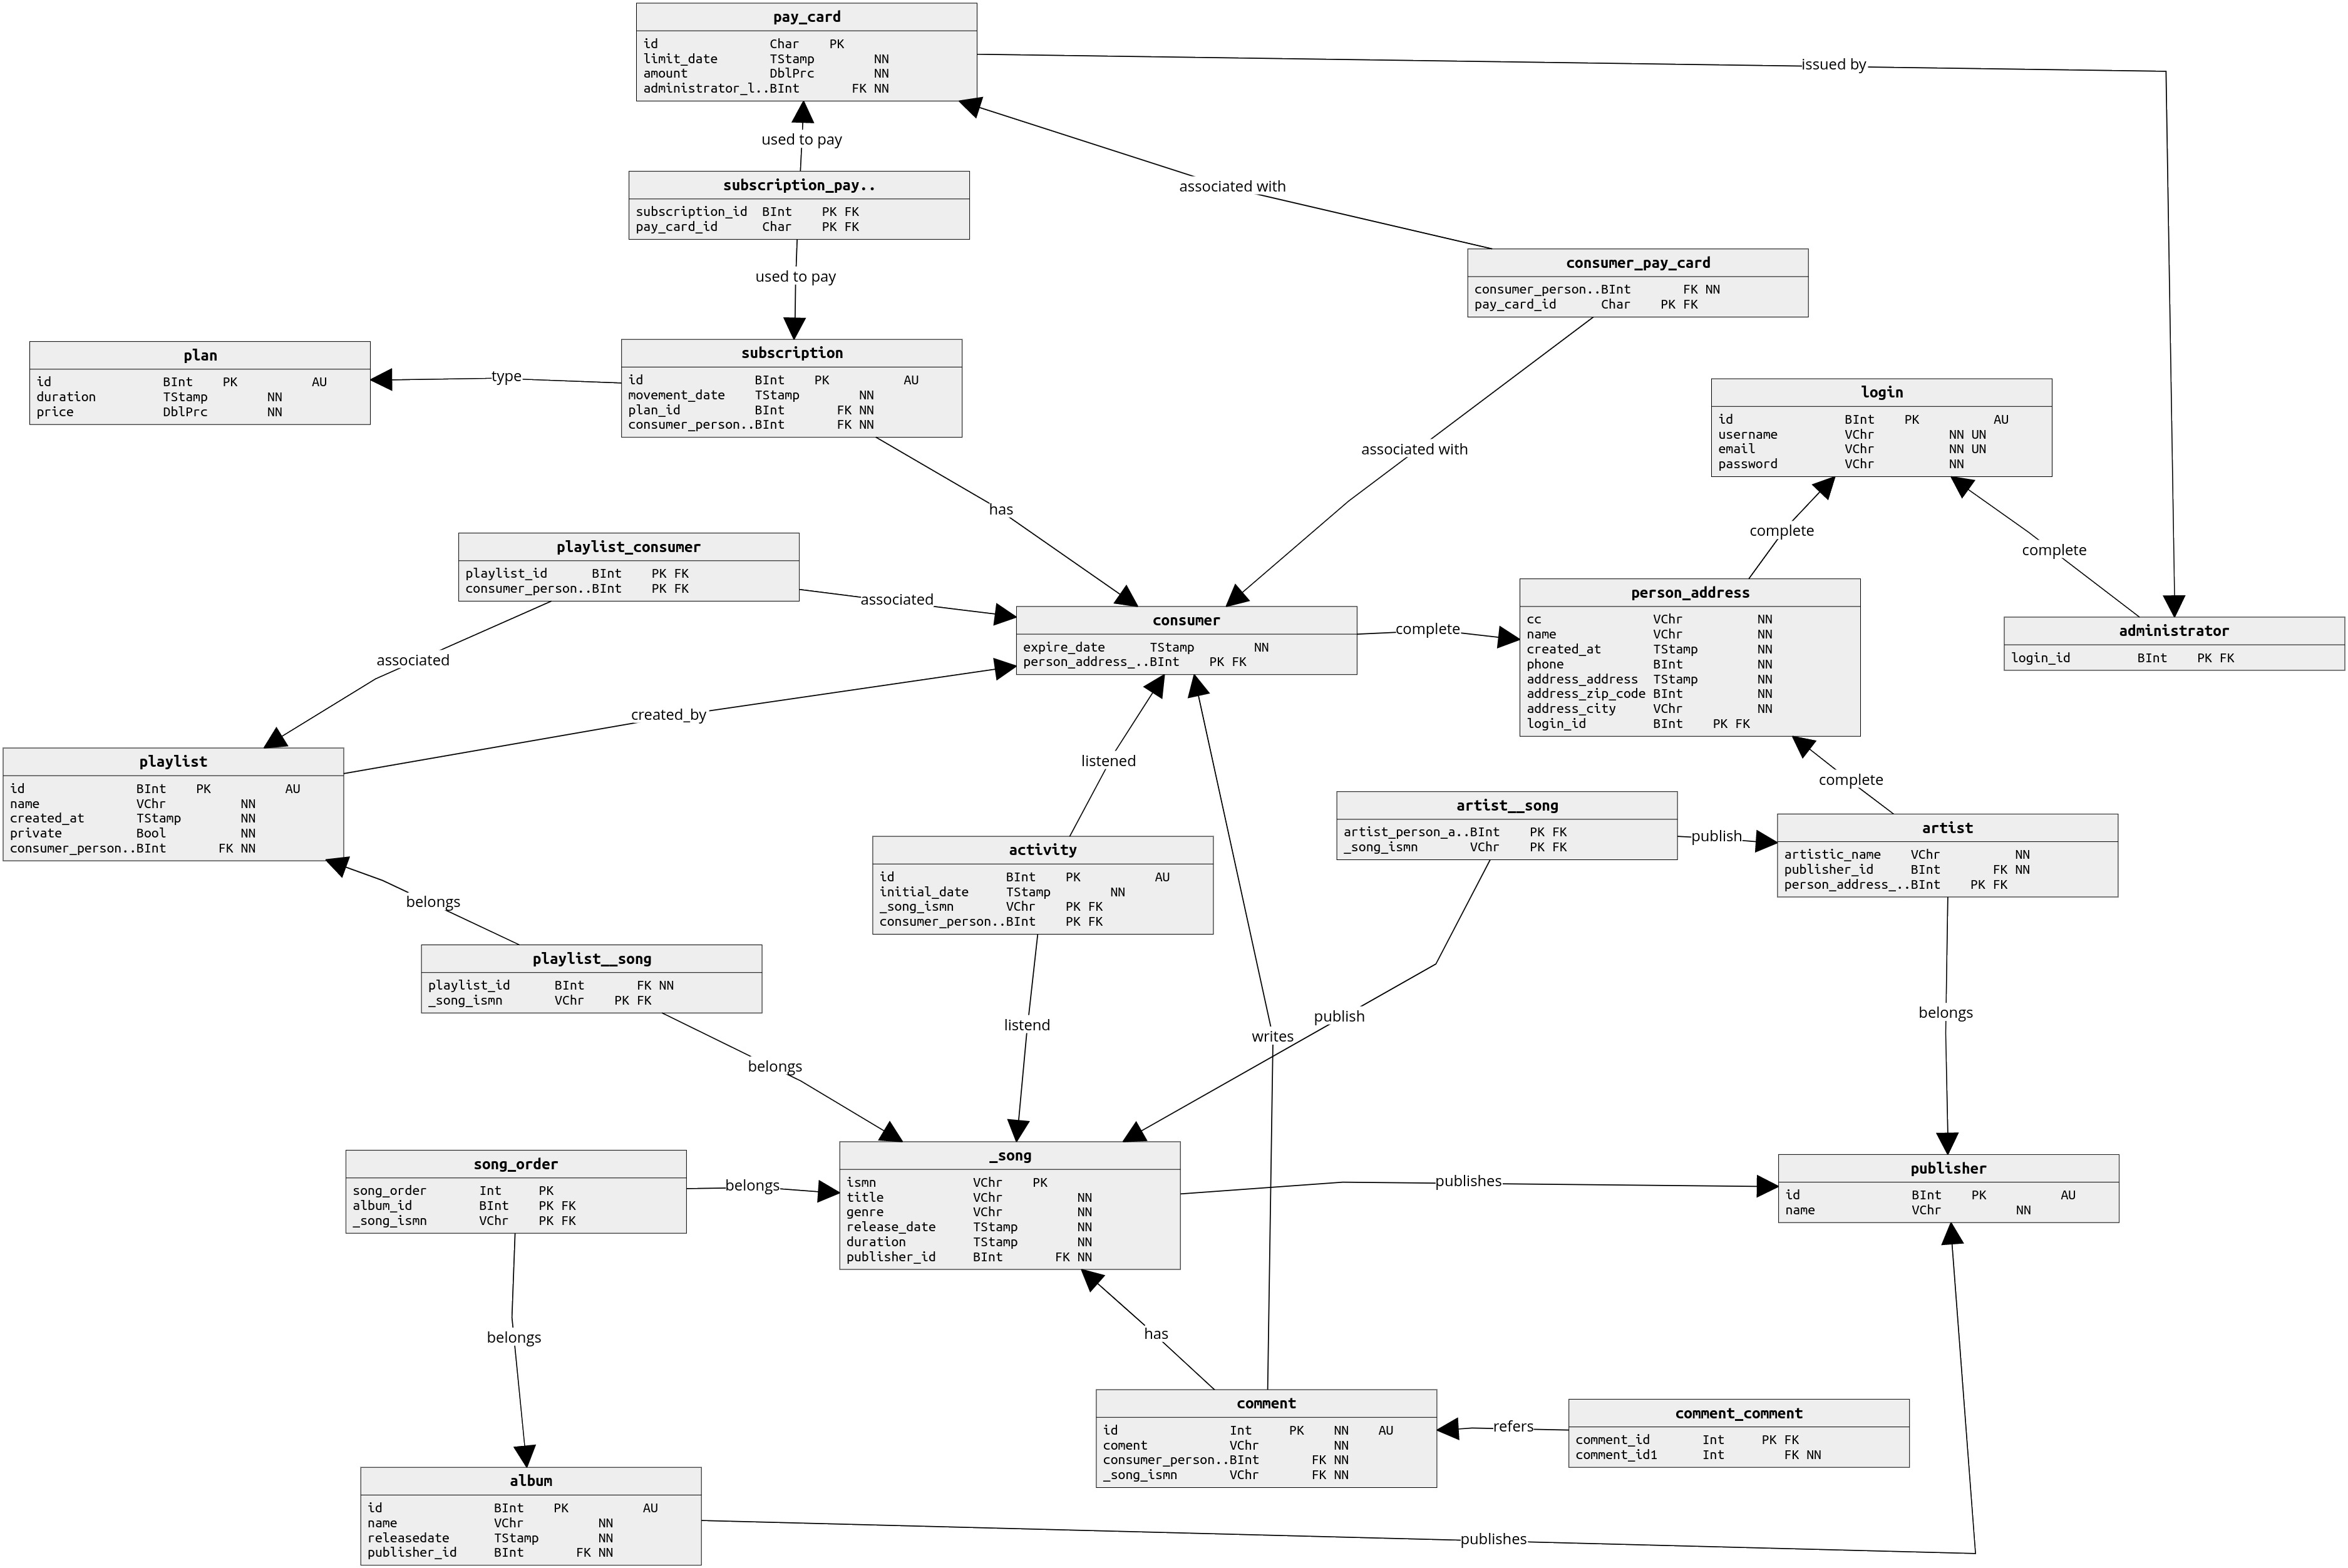 pay_card
id Char PK
limit_date TStamp NN
amount DblPrc NN
administrator_l..BInt FK NN
issued by
used to pay
associated with
subscription_pay..
subscription_id BInt PK FK
pay_card_id Char PK FK
used to pay
consumer_pay_card
consumer_person..BInt FK NN
pay_card_id Char PK FK
plan
id BInt PK AU
duration TStamp NN
price DblPrc NN
type
subscription
id BInt PK AU
movement_date TStamp NN
plan_id BInt FK NN
consumer_person..BInt FK NN
associated with
login
id BInt PK AU
username VChr NN UN
email VChr NN UN
password VChr NN
has
complete
complete
playlist_consumer
playlist_id BInt PK FK
consumer_person..BInt PK FK
associated
associated
consumer
expire_date TStamp NN
person_address_..BInt PK FK
complete
person_address
cc VChr NN
name VChr NN
created_at TStamp NN
phone BInt NN
address_address TStamp NN
address_zip_code BInt NN
address_city VChr NN
login_id BInt PK FK
administrator
login_id BInt PK FK
created_by
listened
complete
playlist
id BInt PK AU
name VChr NN
created_at TStamp NN
private Bool NN
consumer_person..BInt FK NN
activity
id BInt PK AU
initial_date TStamp NN
_song_ismn VChr PK FK
consumer_person..BInt PK FK
artist__song
artist_person_a..BInt PK FK
_song_ismn VChr PK FK
publish
artist
artistic_name VChr NN
publisher_id BInt FK NN
person_address_..BInt PK FK
belongs
playlist__song
playlist_id BInt FK NN
_song_ismn VChr PK FK
belongs
listend
writes
publish
belongs
song_order
song_order Int PK
album_id BInt PK FK
_song_ismn VChr PK FK
belongs
_song
ismn VChr PK
title VChr NN
genre VChr NN
release_date TStamp NN
duration TStamp NN
publisher_id BInt FK NN
publishes
publisher
id BInt PK AU
name VChr NN
belongs
has
comment
id Int PK NN AU
coment VChr NN
consumer_person..BInt FK NN
_song_ismn VChr FK NN
refers
comment_comment
comment_id Int PK FK
comment_id1 Int FK NN
album
id BInt PK AU
name VChr NN
releasedate TStamp NN
publisher_id BInt FK NN
publishes